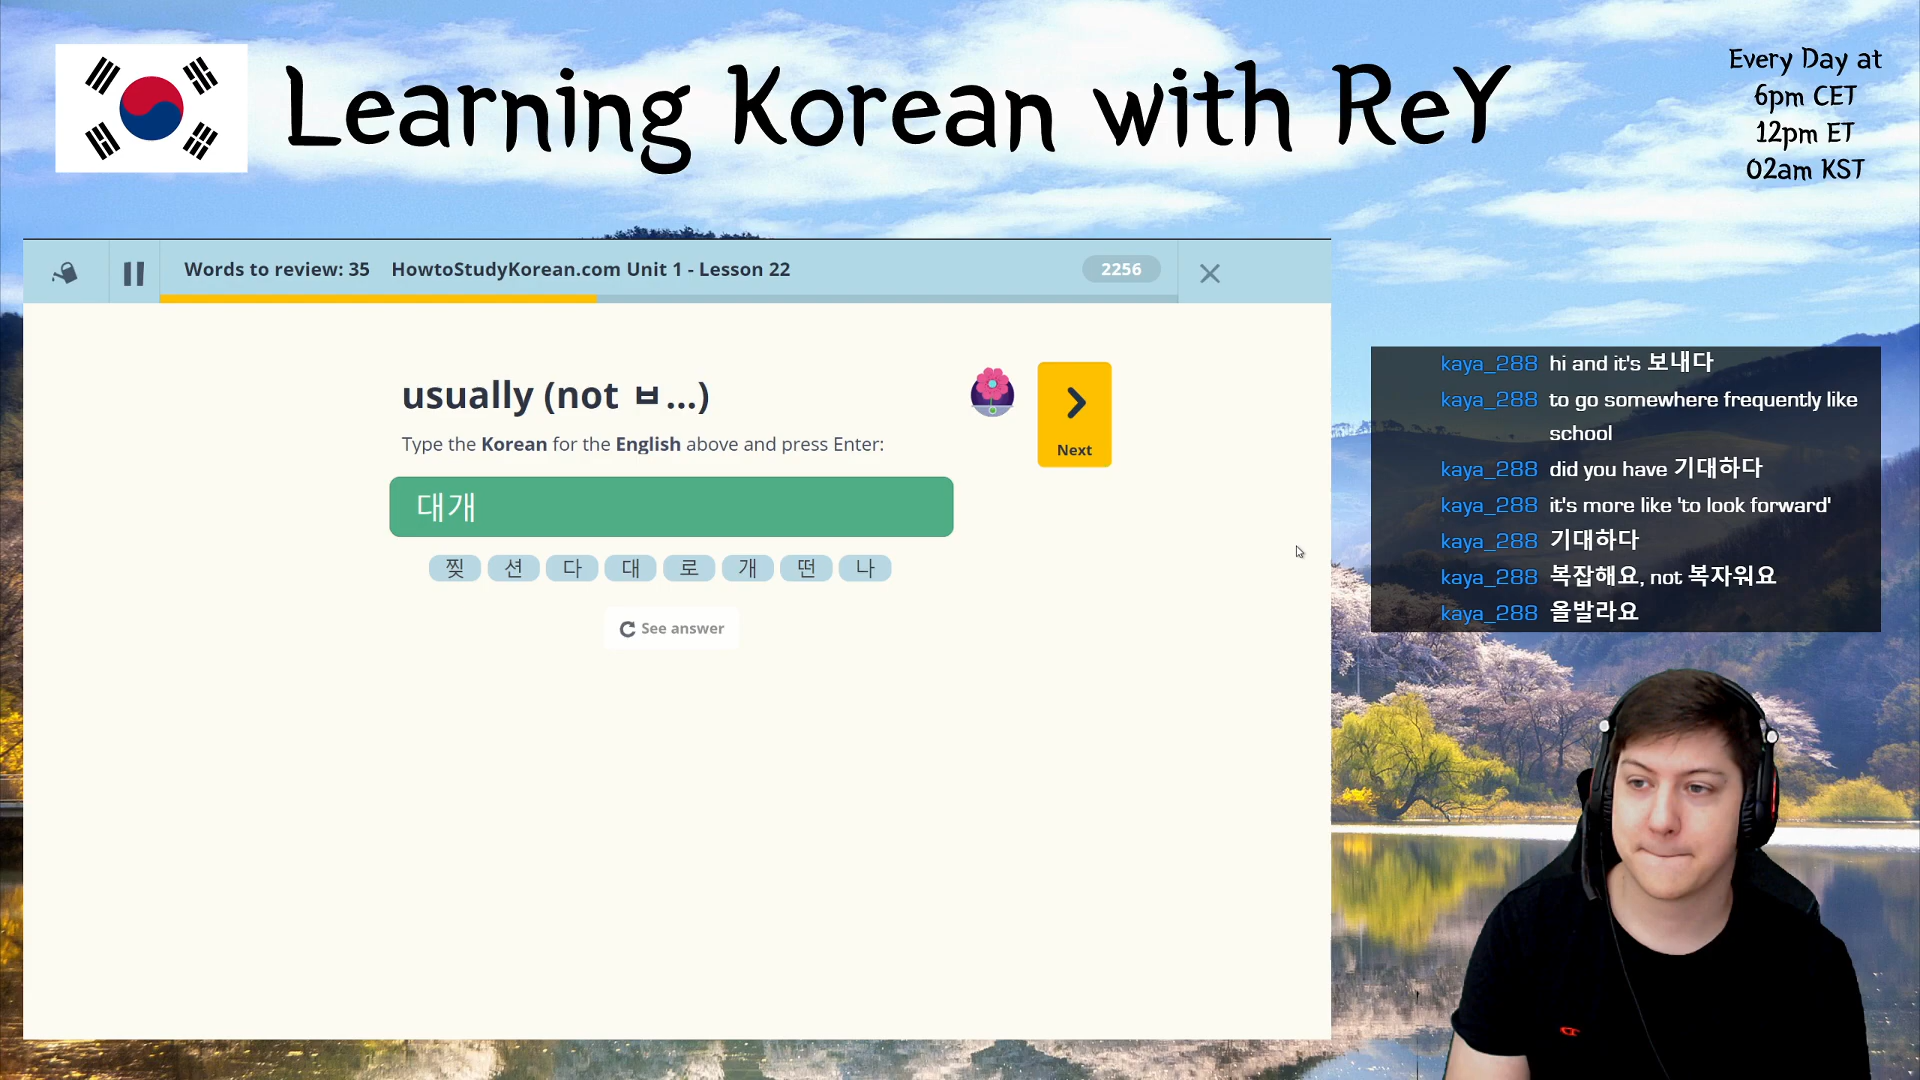 Learning Korean with ReY
Every Day at
6pm CET
12pm ET
02am KST
Words to review: 35 HowtoStudyKorean.com Unit 1 - Lesson 22
2256
usually (not ㅂ...)
Type the Korean for the English above and press Enter:
Next
대개
찢 션 다 대 로 개 떤 나
See answer
kaya_288 hi and it's 보내다
kaya_288 to go somewhere frequently like
school
kaya_288 did you have 기대하다
kaya_288 it's more like 'to look forward'
kaya_288 기대하다
kaya_288 복잡해요, not 복자워요
kaya_288 올발라요